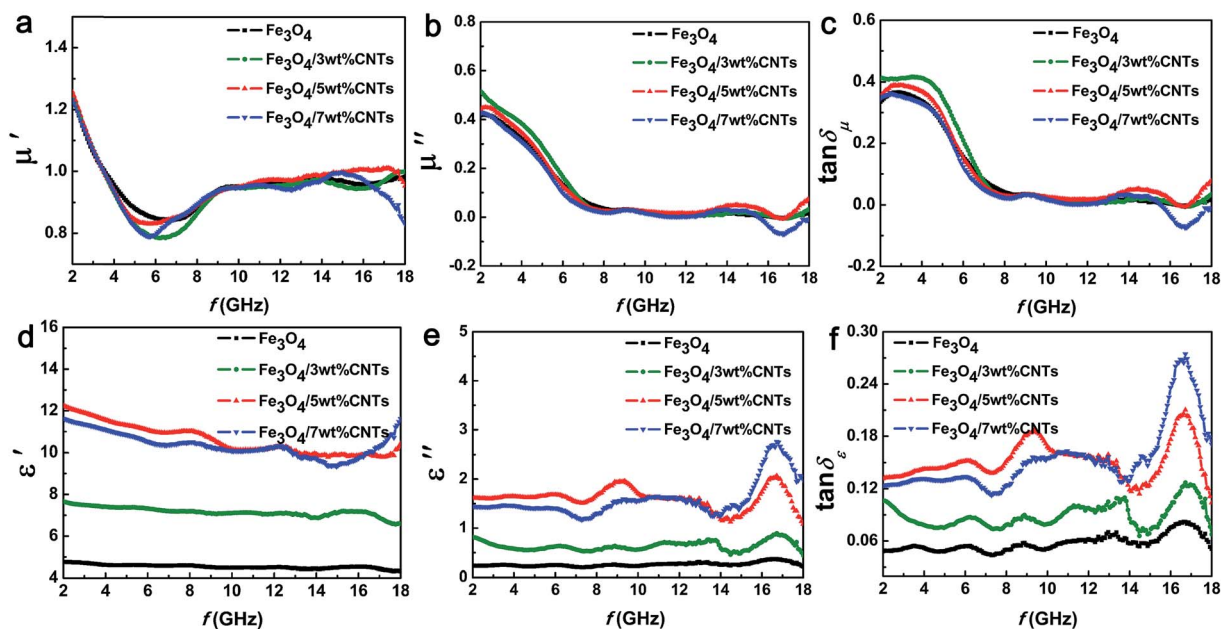 a
1.4
1.2
1.0
0.8
μ′
2 4 6 8 10 12 14 16 18
f (GHz)
Fe₃O₄
Fe₃O₄/3wt%CNTs
Fe₃O₄/5wt%CNTs
Fe₃O₄/7wt%CNTs
b
0.8
0.6
0.4
0.2
0.0
-0.2
μ″
2 4 6 8 10 12 14 16 18
f (GHz)
Fe₃O₄
Fe₃O₄/3wt%CNTs
Fe₃O₄/5wt%CNTs
Fe₃O₄/7wt%CNTs
c
0.6
0.4
0.2
0.0
-0.2
tanδμ
2 4 6 8 10 12 14 16 18
f (GHz)
Fe₃O₄
Fe₃O₄/3wt%CNTs
Fe₃O₄/5wt%CNTs
Fe₃O₄/7wt%CNTs
d
16
14
12
10
8
6
4
ε′
2 4 6 8 10 12 14 16 18
f (GHz)
Fe₃O₄
Fe₃O₄/3wt%CNTs
Fe₃O₄/5wt%CNTs
Fe₃O₄/7wt%CNTs
e
5
4
3
2
1
0
ε″
2 4 6 8 10 12 14 16 18
f (GHz)
Fe₃O₄
Fe₃O₄/3wt%CNTs
Fe₃O₄/5wt%CNTs
Fe₃O₄/7wt%CNTs
f
0.30
0.24
0.18
0.12
0.06
tanδε
2 4 6 8 10 12 14 16 18
f (GHz)
Fe₃O₄
Fe₃O₄/3wt%CNTs
Fe₃O₄/5wt%CNTs
Fe₃O₄/7wt%CNTs